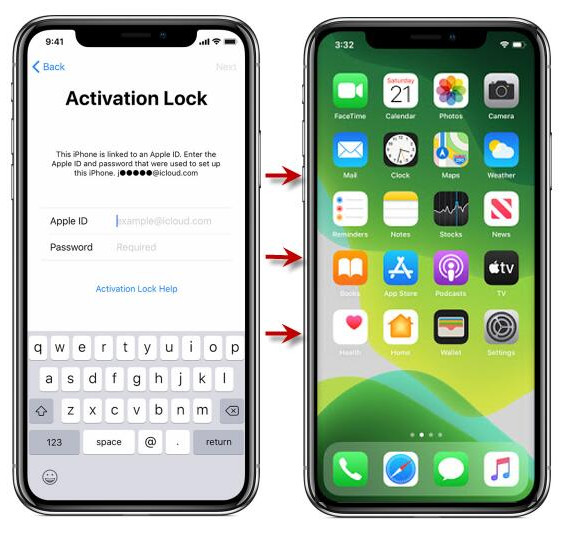 9:41
Back
Next
Activation Lock
This iPhone is linked to an Apple ID. Enter the
Apple ID and password that were used to set up
this iPhone. j●●●●●@icloud.com
Apple ID example@icloud.com
Password Required
Activation Lock Help
q w e r t y u i o p
a s d f g h j k l
z x c v b n m
123 space @ . return
3:32
Saturday
21
FaceTime Calendar Photos Camera
Mail Clock Maps Weather
Reminders Notes Stocks News
tv
Books App Store Podcasts TV
Health Home Wallet Settings